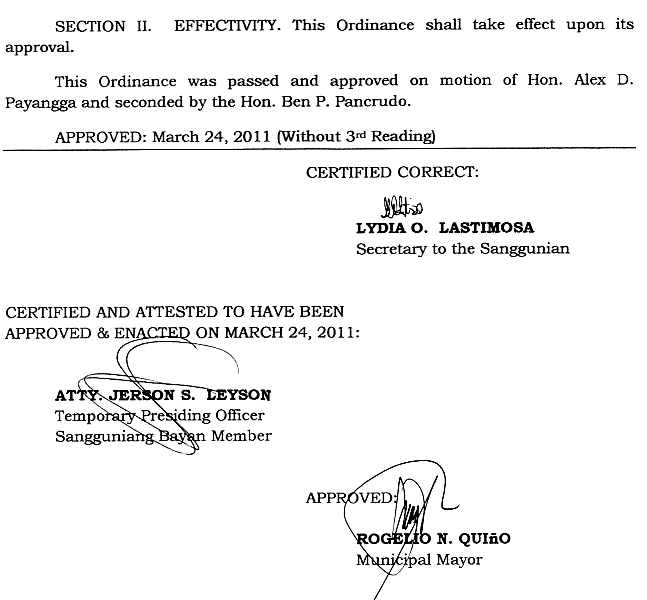 SECTION II. EFFECTIVITY. This Ordinance shall take effect upon its
approval.
This Ordinance was passed and approved on motion of Hon. Alex D.
Payangga and seconded by the Hon. Ben P. Pancrudo.
APPROVED: March 24, 2011 (Without 3rd Reading)
CERTIFIED CORRECT:
LYDIA O. LASTIMOSA
Secretary to the Sanggunian
CERTIFIED AND ATTESTED TO HAVE BEEN
APPROVED & ENACTED ON MARCH 24, 2011:
ATTY. JERSON S. LEYSON
Temporary Presiding Officer
Sangguniang Bayan Member
APPROVED:
ROGELIO N. QUIñO
Municipal Mayor